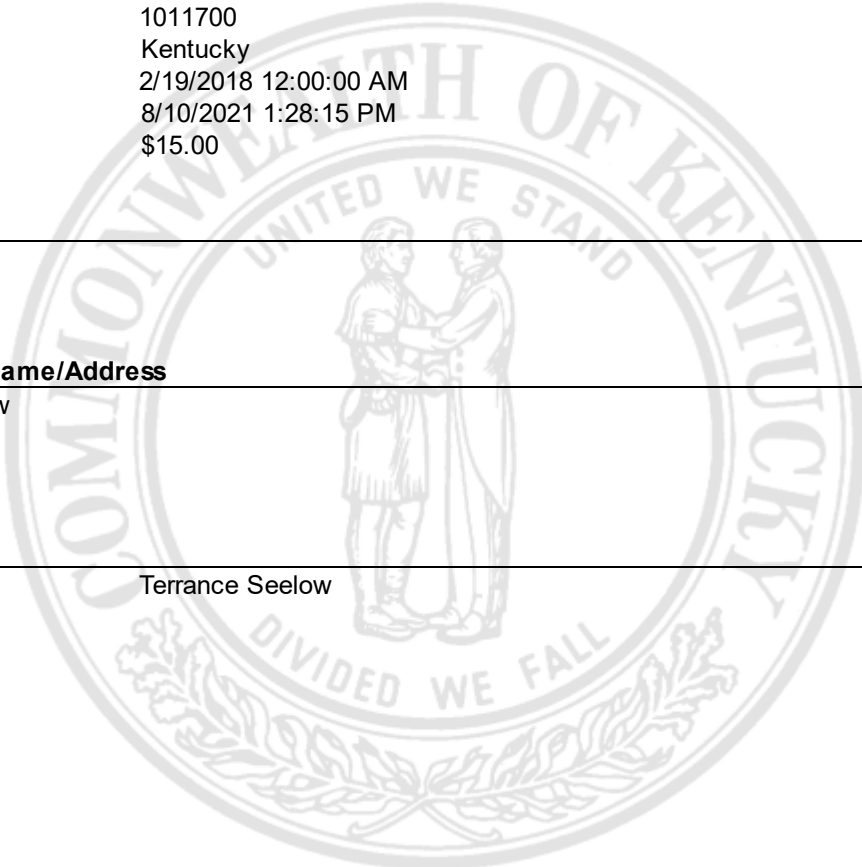 1011700
Kentucky
2/19/2018 12:00:00 AM
8/10/2021 1:28:15 PM
$15.00
COMMONWEALTH OF KENTUCKY
UNITED WE STAND
ame/Address
w
Terrance Seelow
DIVIDED WE FALL